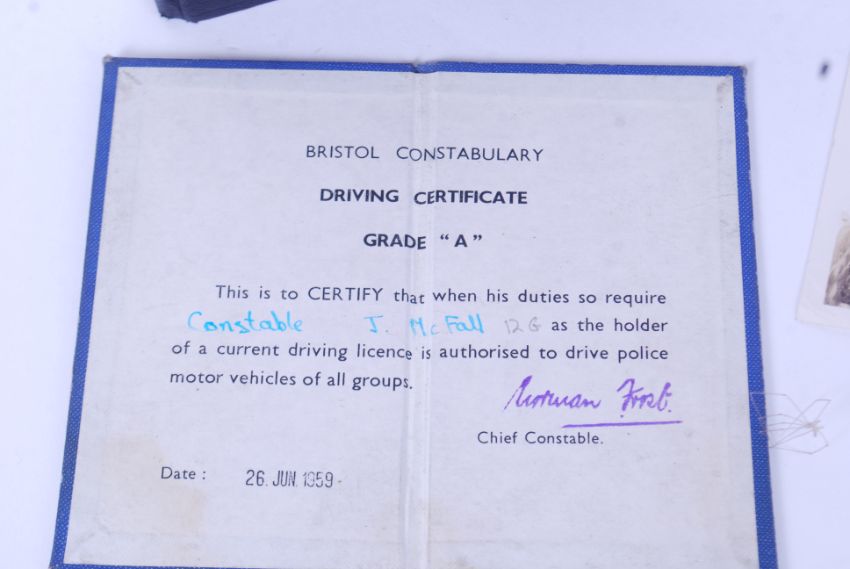 BRISTOL CONSTABULARY
DRIVING CERTIFICATE
GRADE "A"
This is to CERTIFY that when his duties so require
Constable J. McFall 12 G as the holder
of a current driving licence is authorised to drive police
motor vehicles of all groups.
Norman Frost.
Chief Constable.
Date : 26. JUN. 1959